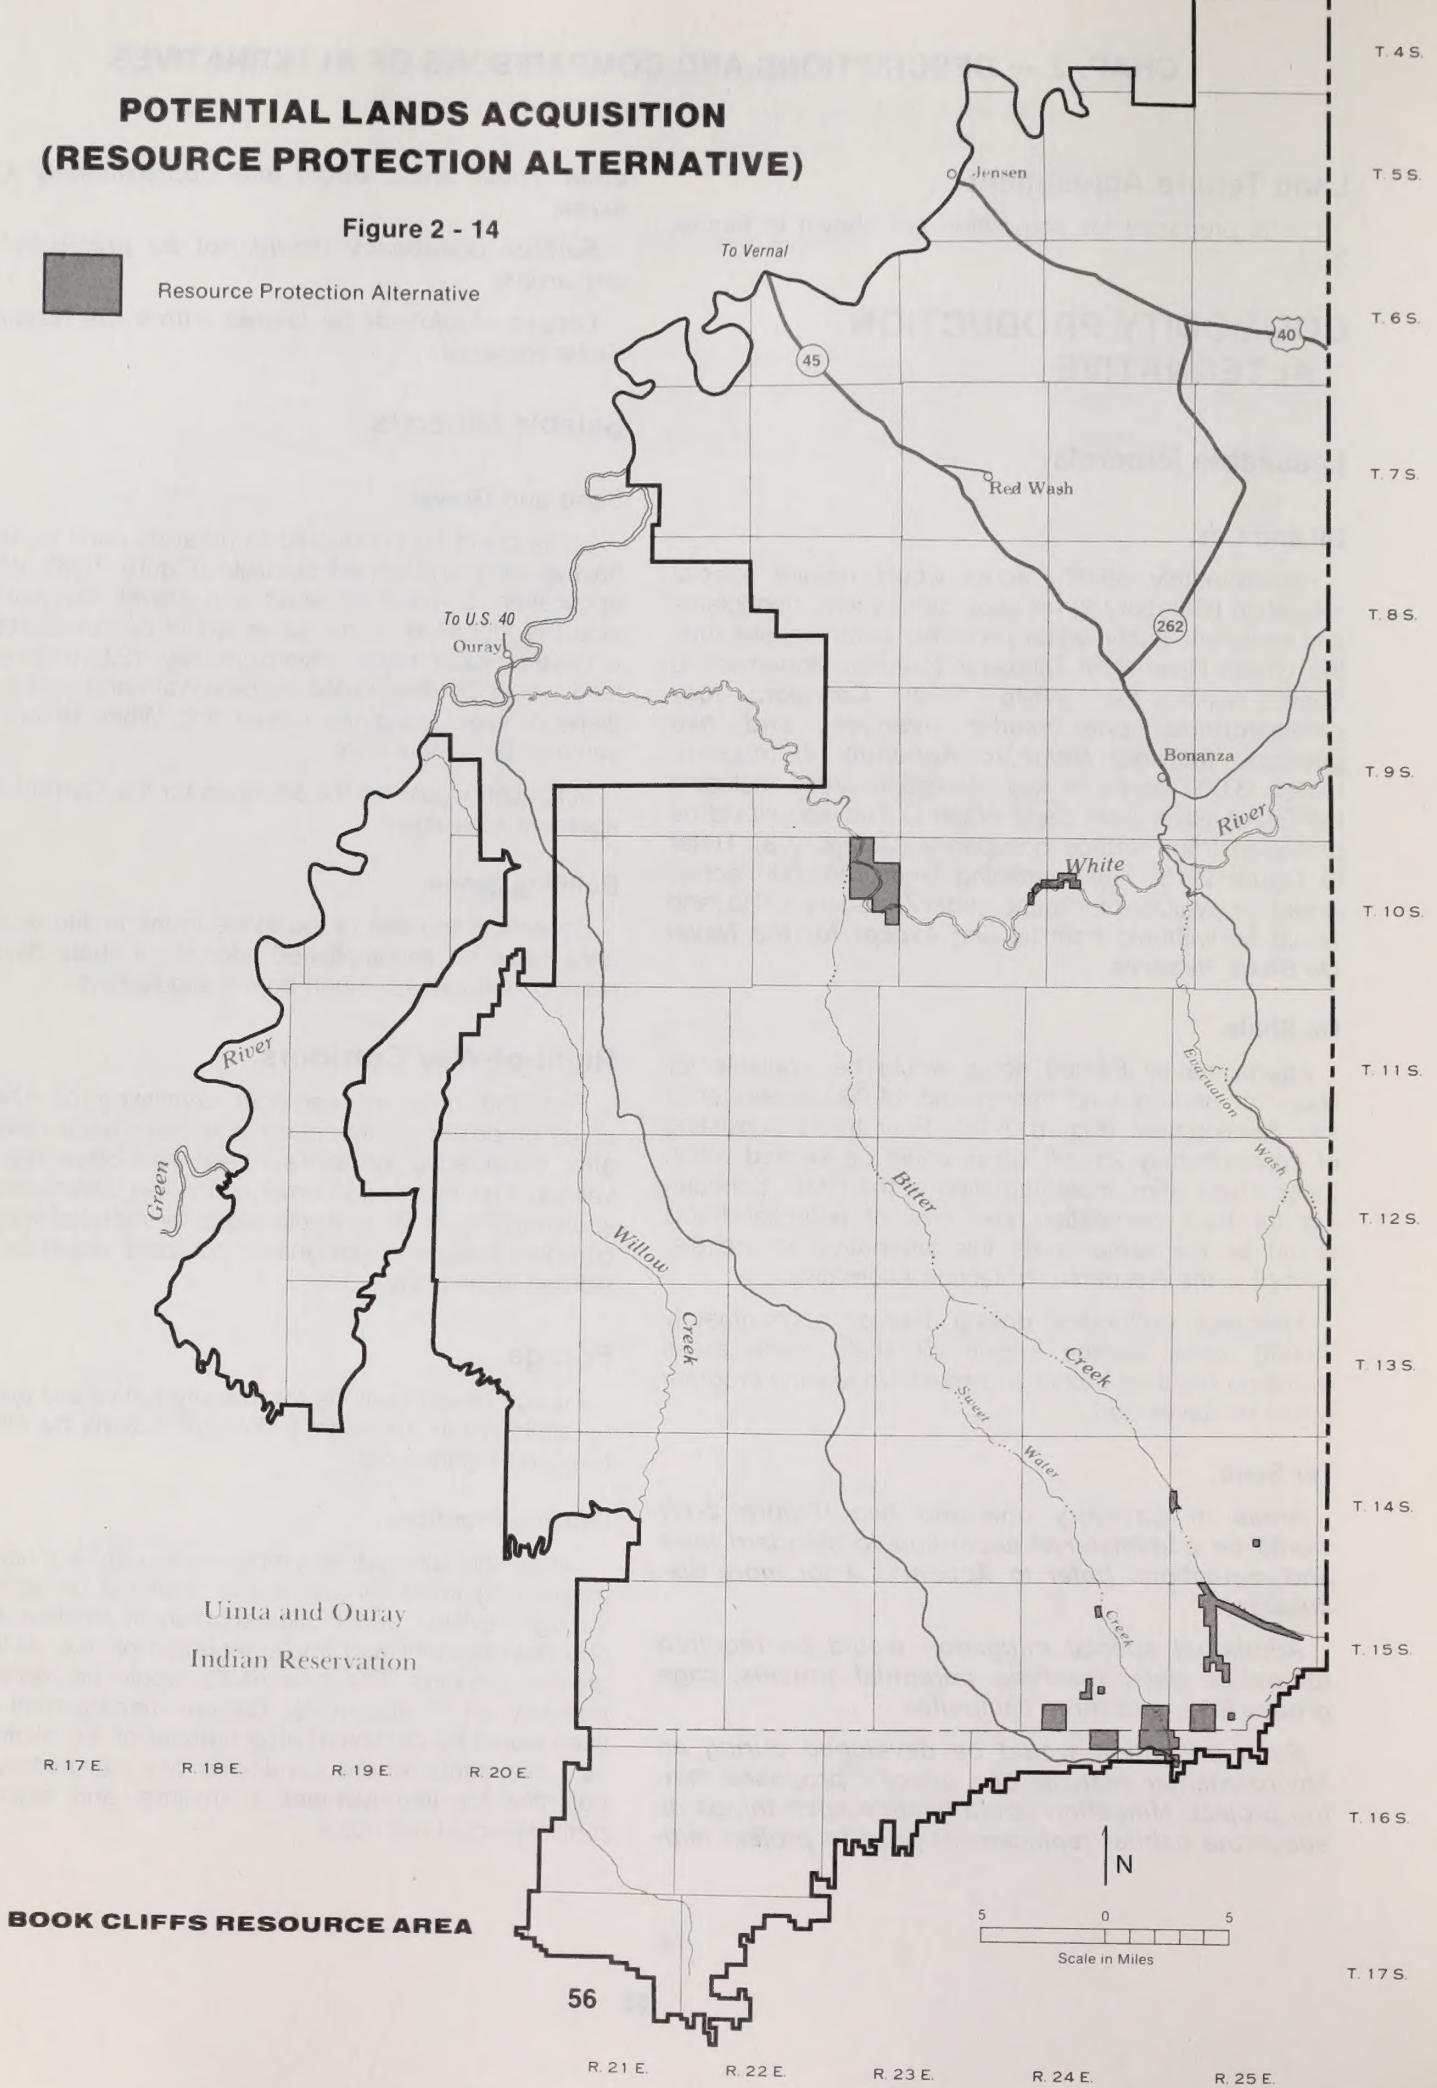 POTENTIAL LANDS ACQUISITION
(RESOURCE PROTECTION ALTERNATIVE)
Figure 2 - 14
Resource Protection Alternative
T. 4 S.
Jensen
T. 5 S.
To Vernal
T. 6 S.
40
45
Red Wash
T. 7 S.
To U.S. 40
Ouray
262
T. 8 S.
Bonanza
T. 9 S.
River
White
T. 10 S.
River
Evacuation
Wash
T. 11 S.
Green
Bitter
Creek
T. 12 S.
Willow
Creek
T. 13 S.
Sweet
Water
Creek
T. 14 S.
Uinta and Ouray
Indian Reservation
T. 15 S.
R. 17 E.
R. 18 E.
R. 19 E.
R. 20 E.
T. 16 S.
N
BOOK CLIFFS RESOURCE AREA
5
0
5
Scale in Miles
T. 17 S.
56
R. 21 E.
R. 22 E.
R. 23 E.
R. 24 E.
R. 25 E.